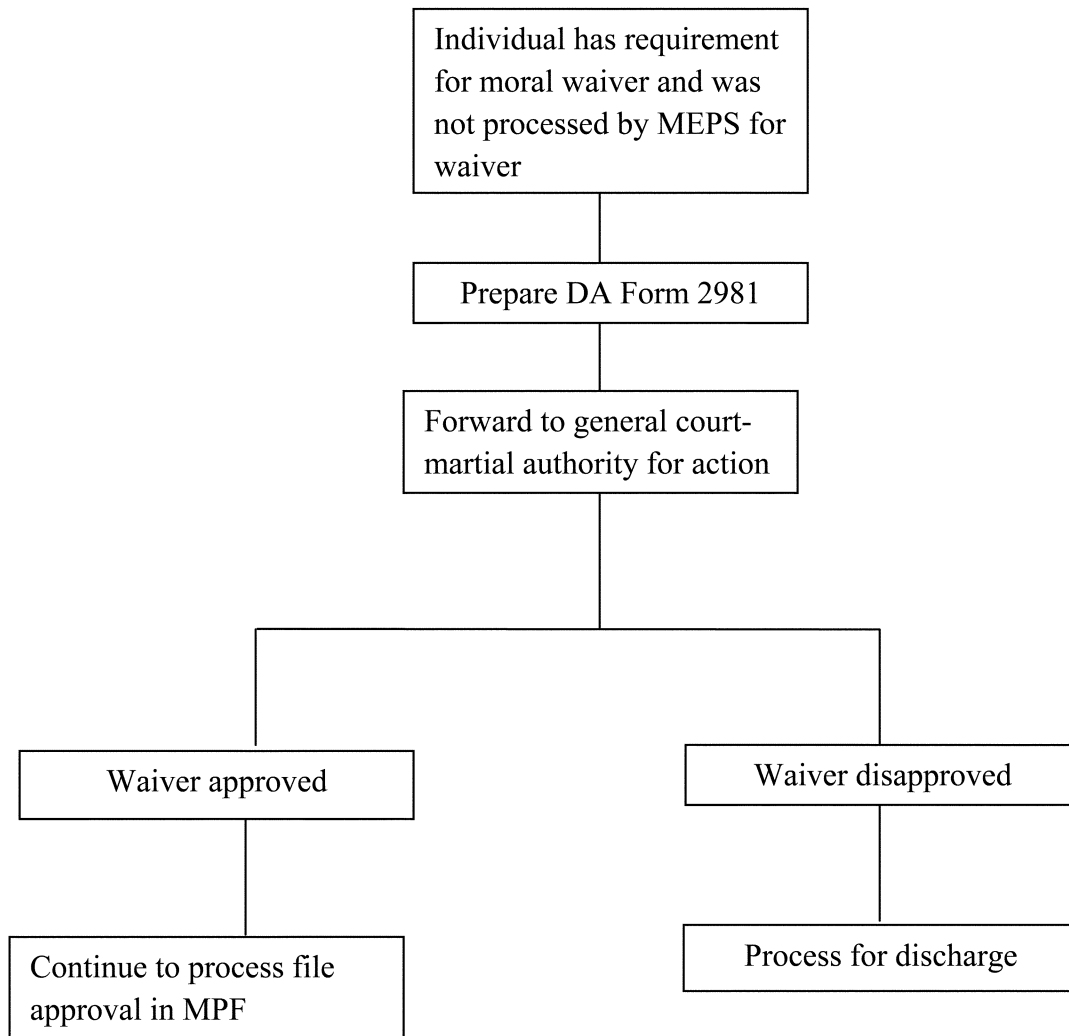 Individual has requirement
for moral waiver and was
not processed by MEPS for
waiver
Prepare DA Form 2981
Forward to general court-
martial authority for action
Waiver approved
Waiver disapproved
Continue to process file
approval in MPF
Process for discharge